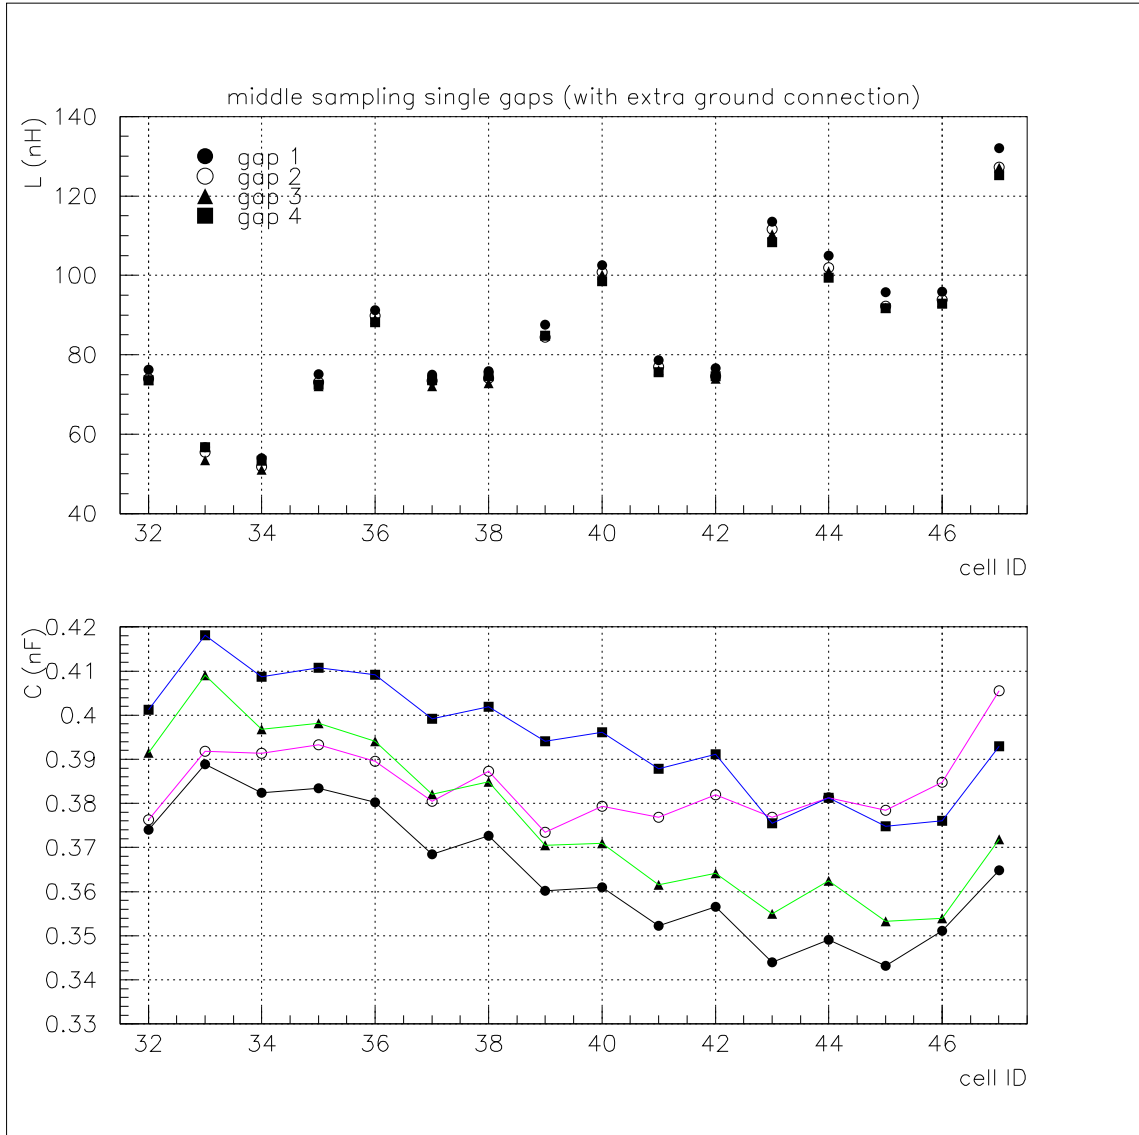 middle sampling single gaps (with extra ground connection)
L (nH)
140
120
100
80
60
40
gap 1
gap 2
gap 3
gap 4
32 34 36 38 40 42 44 46
cell ID
C (nF)
0.42
0.41
0.4
0.39
0.38
0.37
0.36
0.35
0.34
0.33
32 34 36 38 40 42 44 46
cell ID